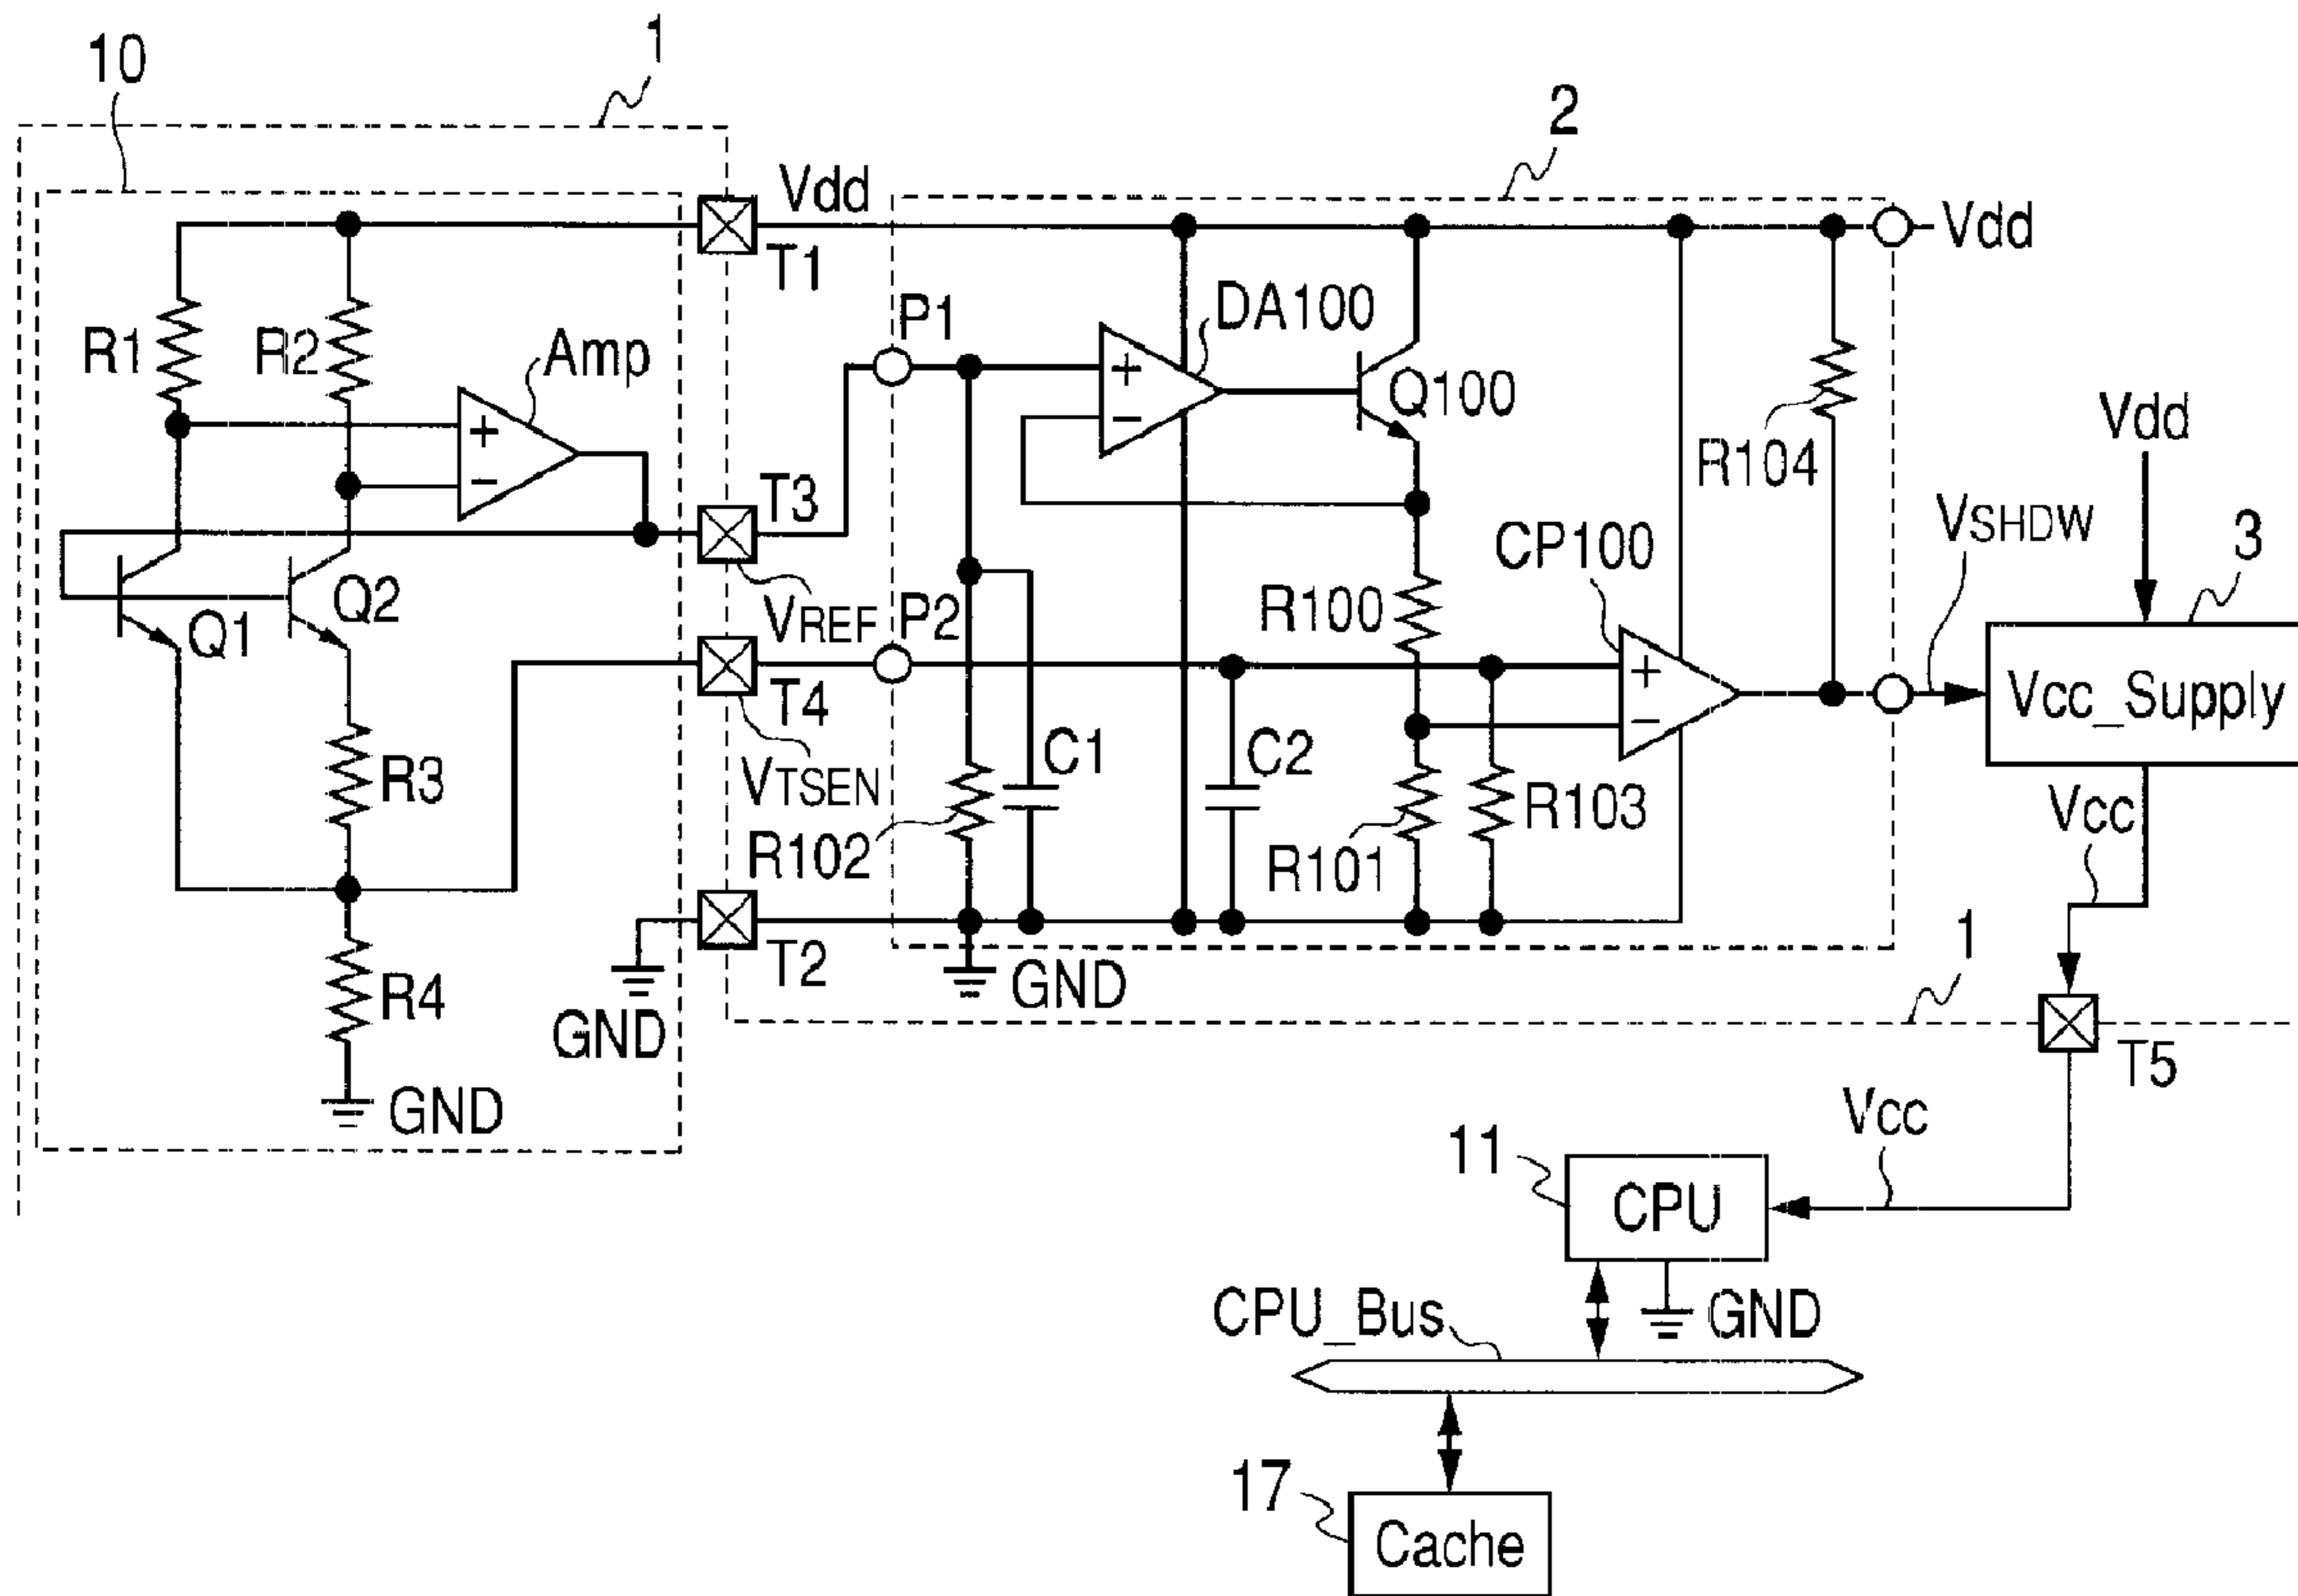 1
10
2
Vdd
Vdd
T1
DA100
P1
R1
R2
Amp
+
-
+
-
Q100
R104
Vdd
T3
VSHDW
3
CP100
Q1
Q2
VREF
P2
R100
T4
+
-
Vcc_Supply
R3
VTSEN
C1
C2
R103
R102
R101
Vcc
T2
GND
GND
R4
GND
1
T5
Vcc
11
CPU
GND
CPU_Bus
17
Cache